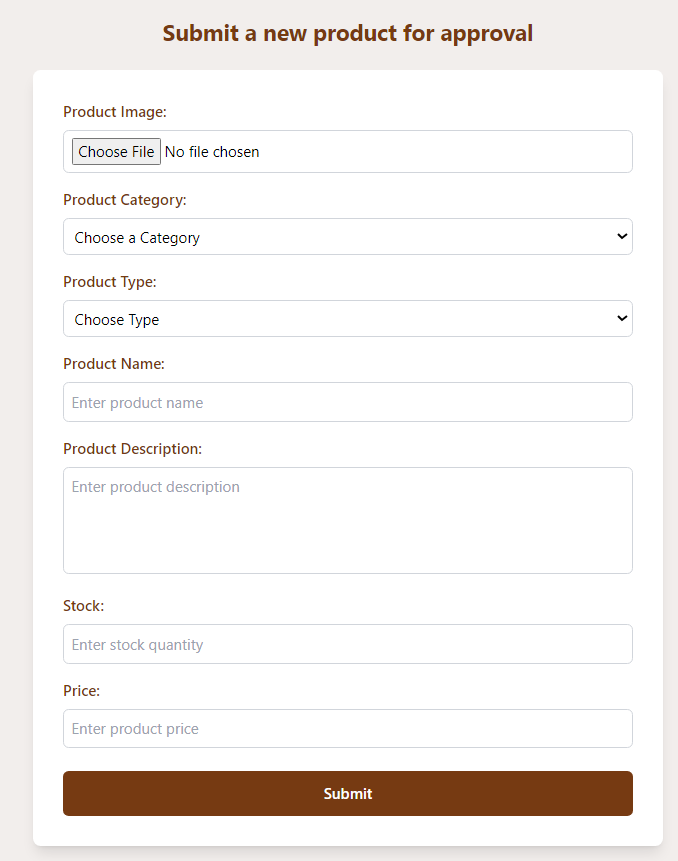 Submit a new product for approval
Product Image:
Choose File No file chosen
Product Category:
Choose a Category
Product Type:
Choose Type
Product Name:
Enter product name
Product Description:
Enter product description
Stock:
Enter stock quantity
Price:
Enter product price
Submit